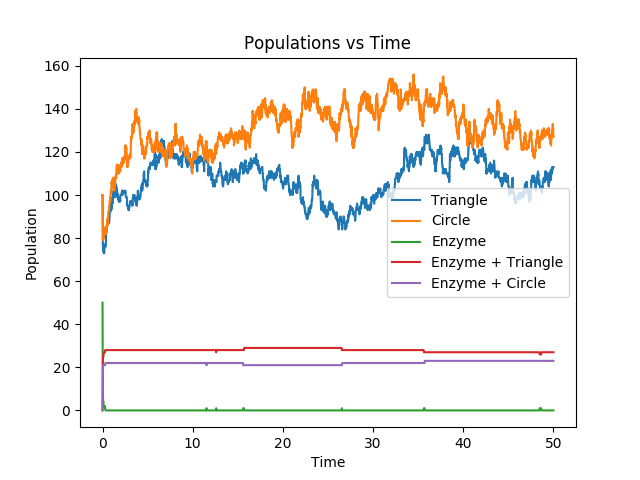 Populations vs Time
160
140
120
100
80
60
40
20
0
Population
Triangle
Circle
Enzyme
Enzyme + Triangle
Enzyme + Circle
0 10 20 30 40 50
Time